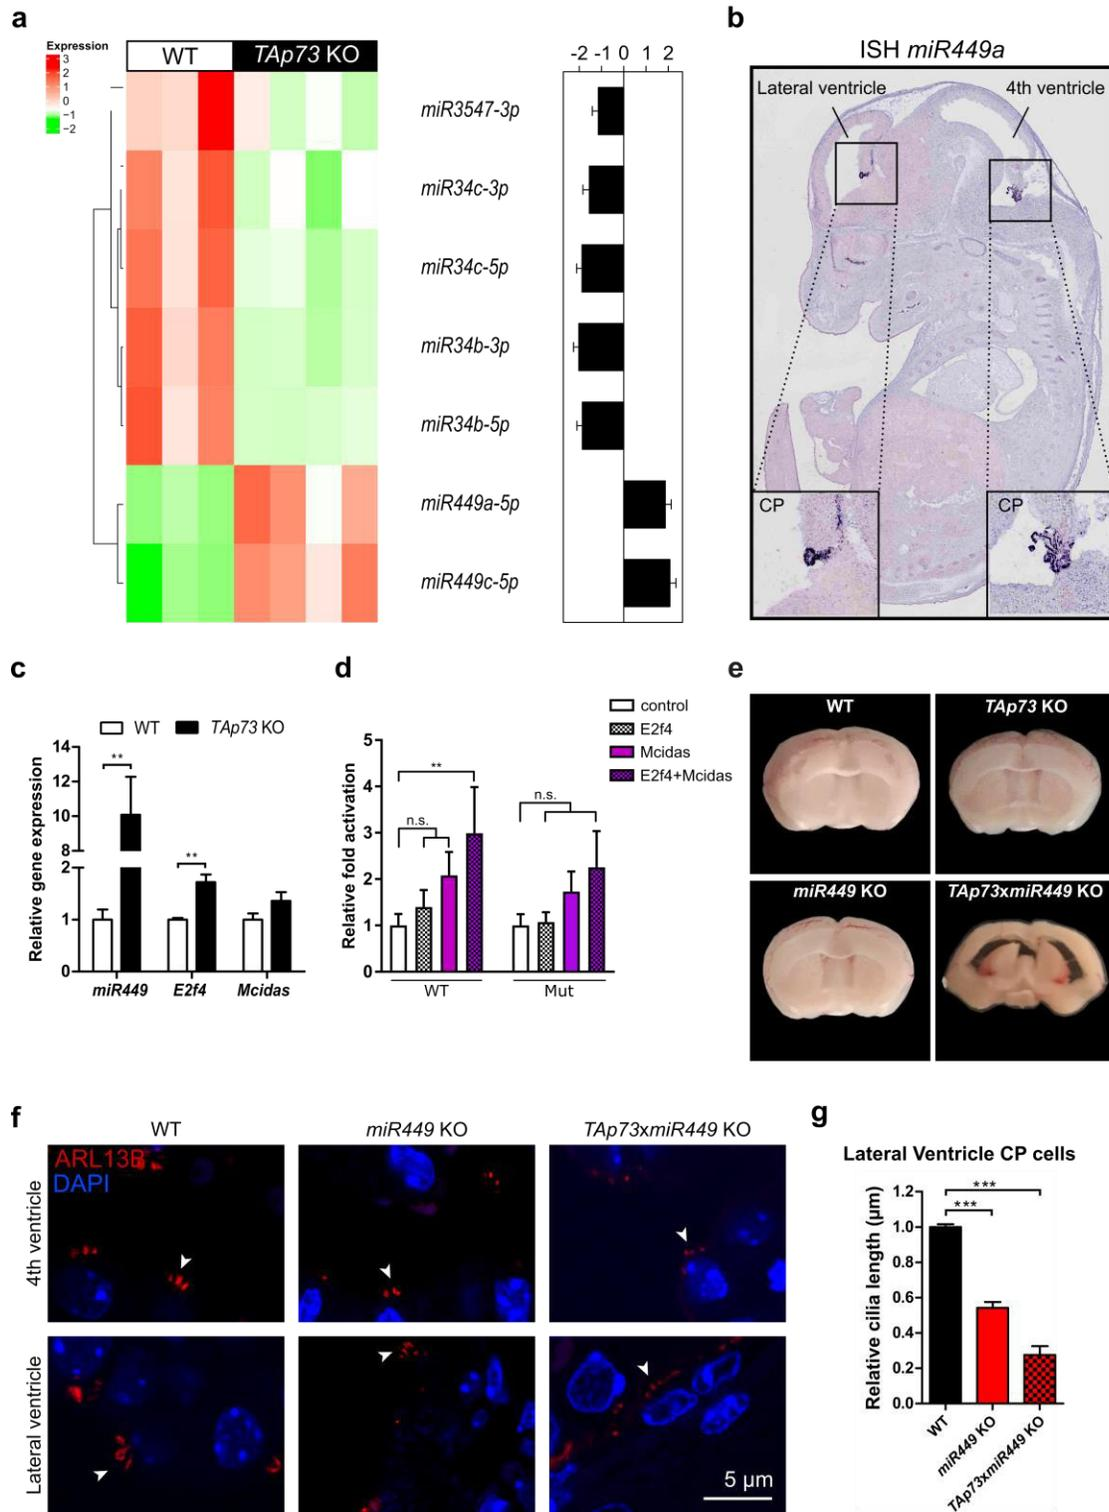 a
Expression
3
2
1
0
−1
−2
WT
TAp73 KO
-2 -1 0 1 2
miR3547-3p
miR34c-3p
miR34c-5p
miR34b-3p
miR34b-5p
miR449a-5p
miR449c-5p
b
ISH miR449a
Lateral ventricle
4th ventricle
CP
CP
c
WT
TAp73 KO
Relative gene expression
14
12
10
8
2
1
0
**
**
miR449
E2f4
Mcidas
d
control
E2f4
Mcidas
E2f4+Mcidas
Relative fold activation
5
4
3
2
1
0
**
n.s.
n.s.
WT
Mut
e
WT
TAp73 KO
miR449 KO
TAp73xmiR449 KO
f
WT
miR449 KO
TAp73xmiR449 KO
4th ventricle
Lateral ventricle
ARL13B
DAPI
5 µm
g
Lateral Ventricle CP cells
Relative cilia length (µm)
1.2
1.0
0.8
0.6
0.4
0.2
0.0
***
***
WT
miR449 KO
TAp73xmiR449 KO